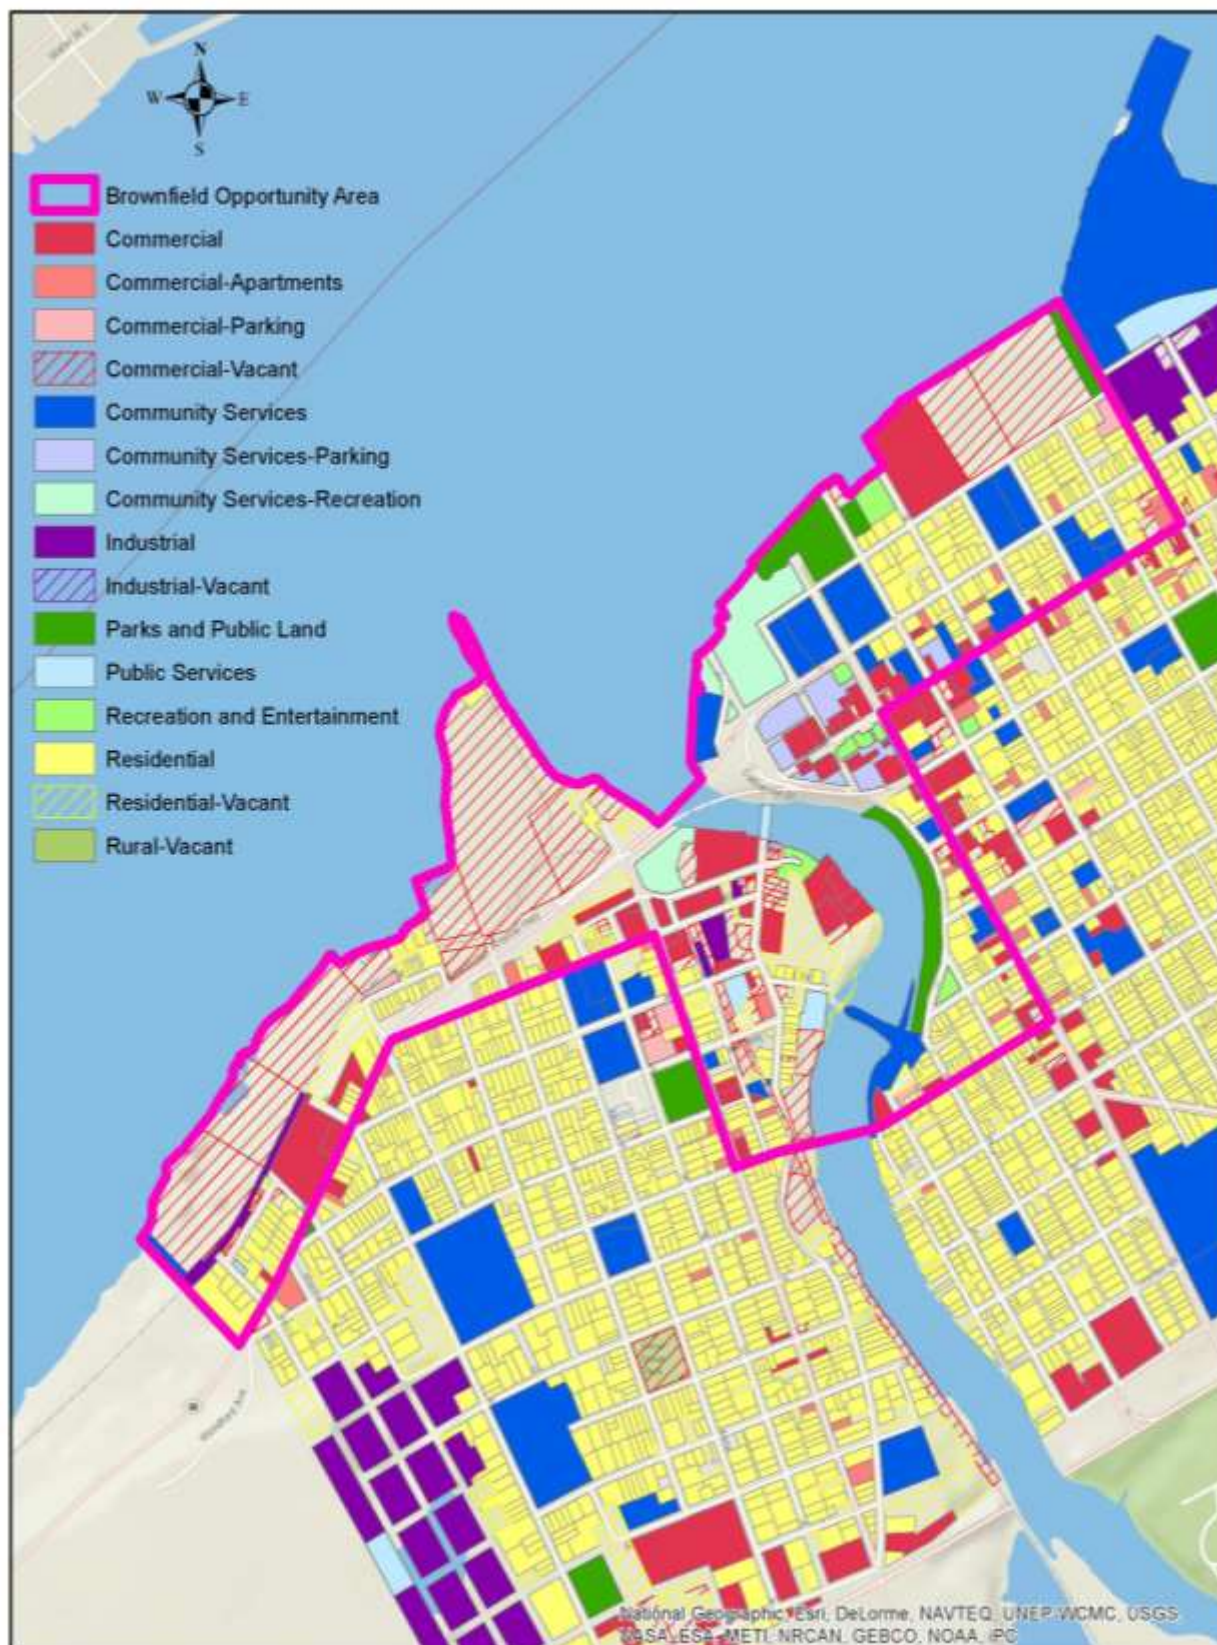 Water St E
N
W E
S
Brownfield Opportunity Area
Commercial
Commercial-Apartments
Commercial-Parking
Commercial-Vacant
Community Services
Community Services-Parking
Community Services-Recreation
Industrial
Industrial-Vacant
Parks and Public Land
Public Services
Recreation and Entertainment
Residential
Residential-Vacant
Rural-Vacant
National Geographic, Esri, DeLorme, NAVTEQ, UNEP-WCMC, USGS
NASA, ESA, METI, NRCAN, GEBCO, NOAA, iPC